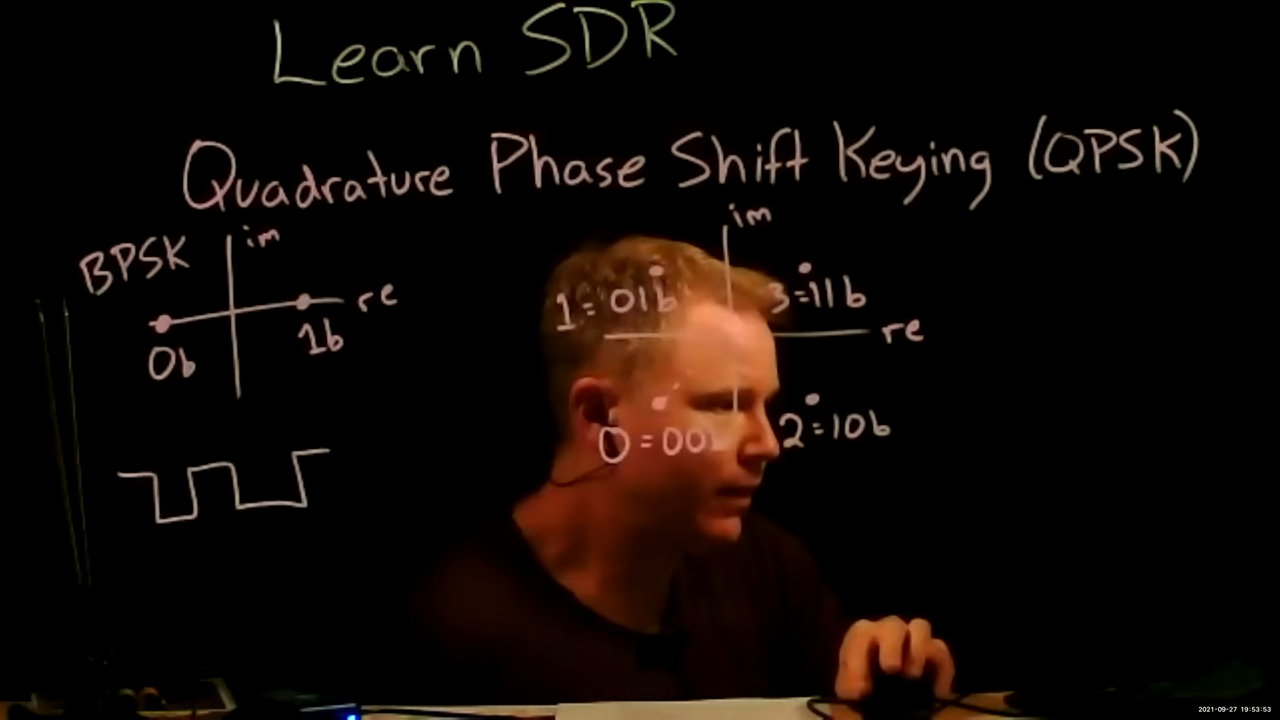 Learn SDR
Quadrature Phase Shift Keying (QPSK)
BPSK
im
re
0b
1b
im
1=01b
3=11b
re
0=00b
2=10b
2021-09-27 19:53:53